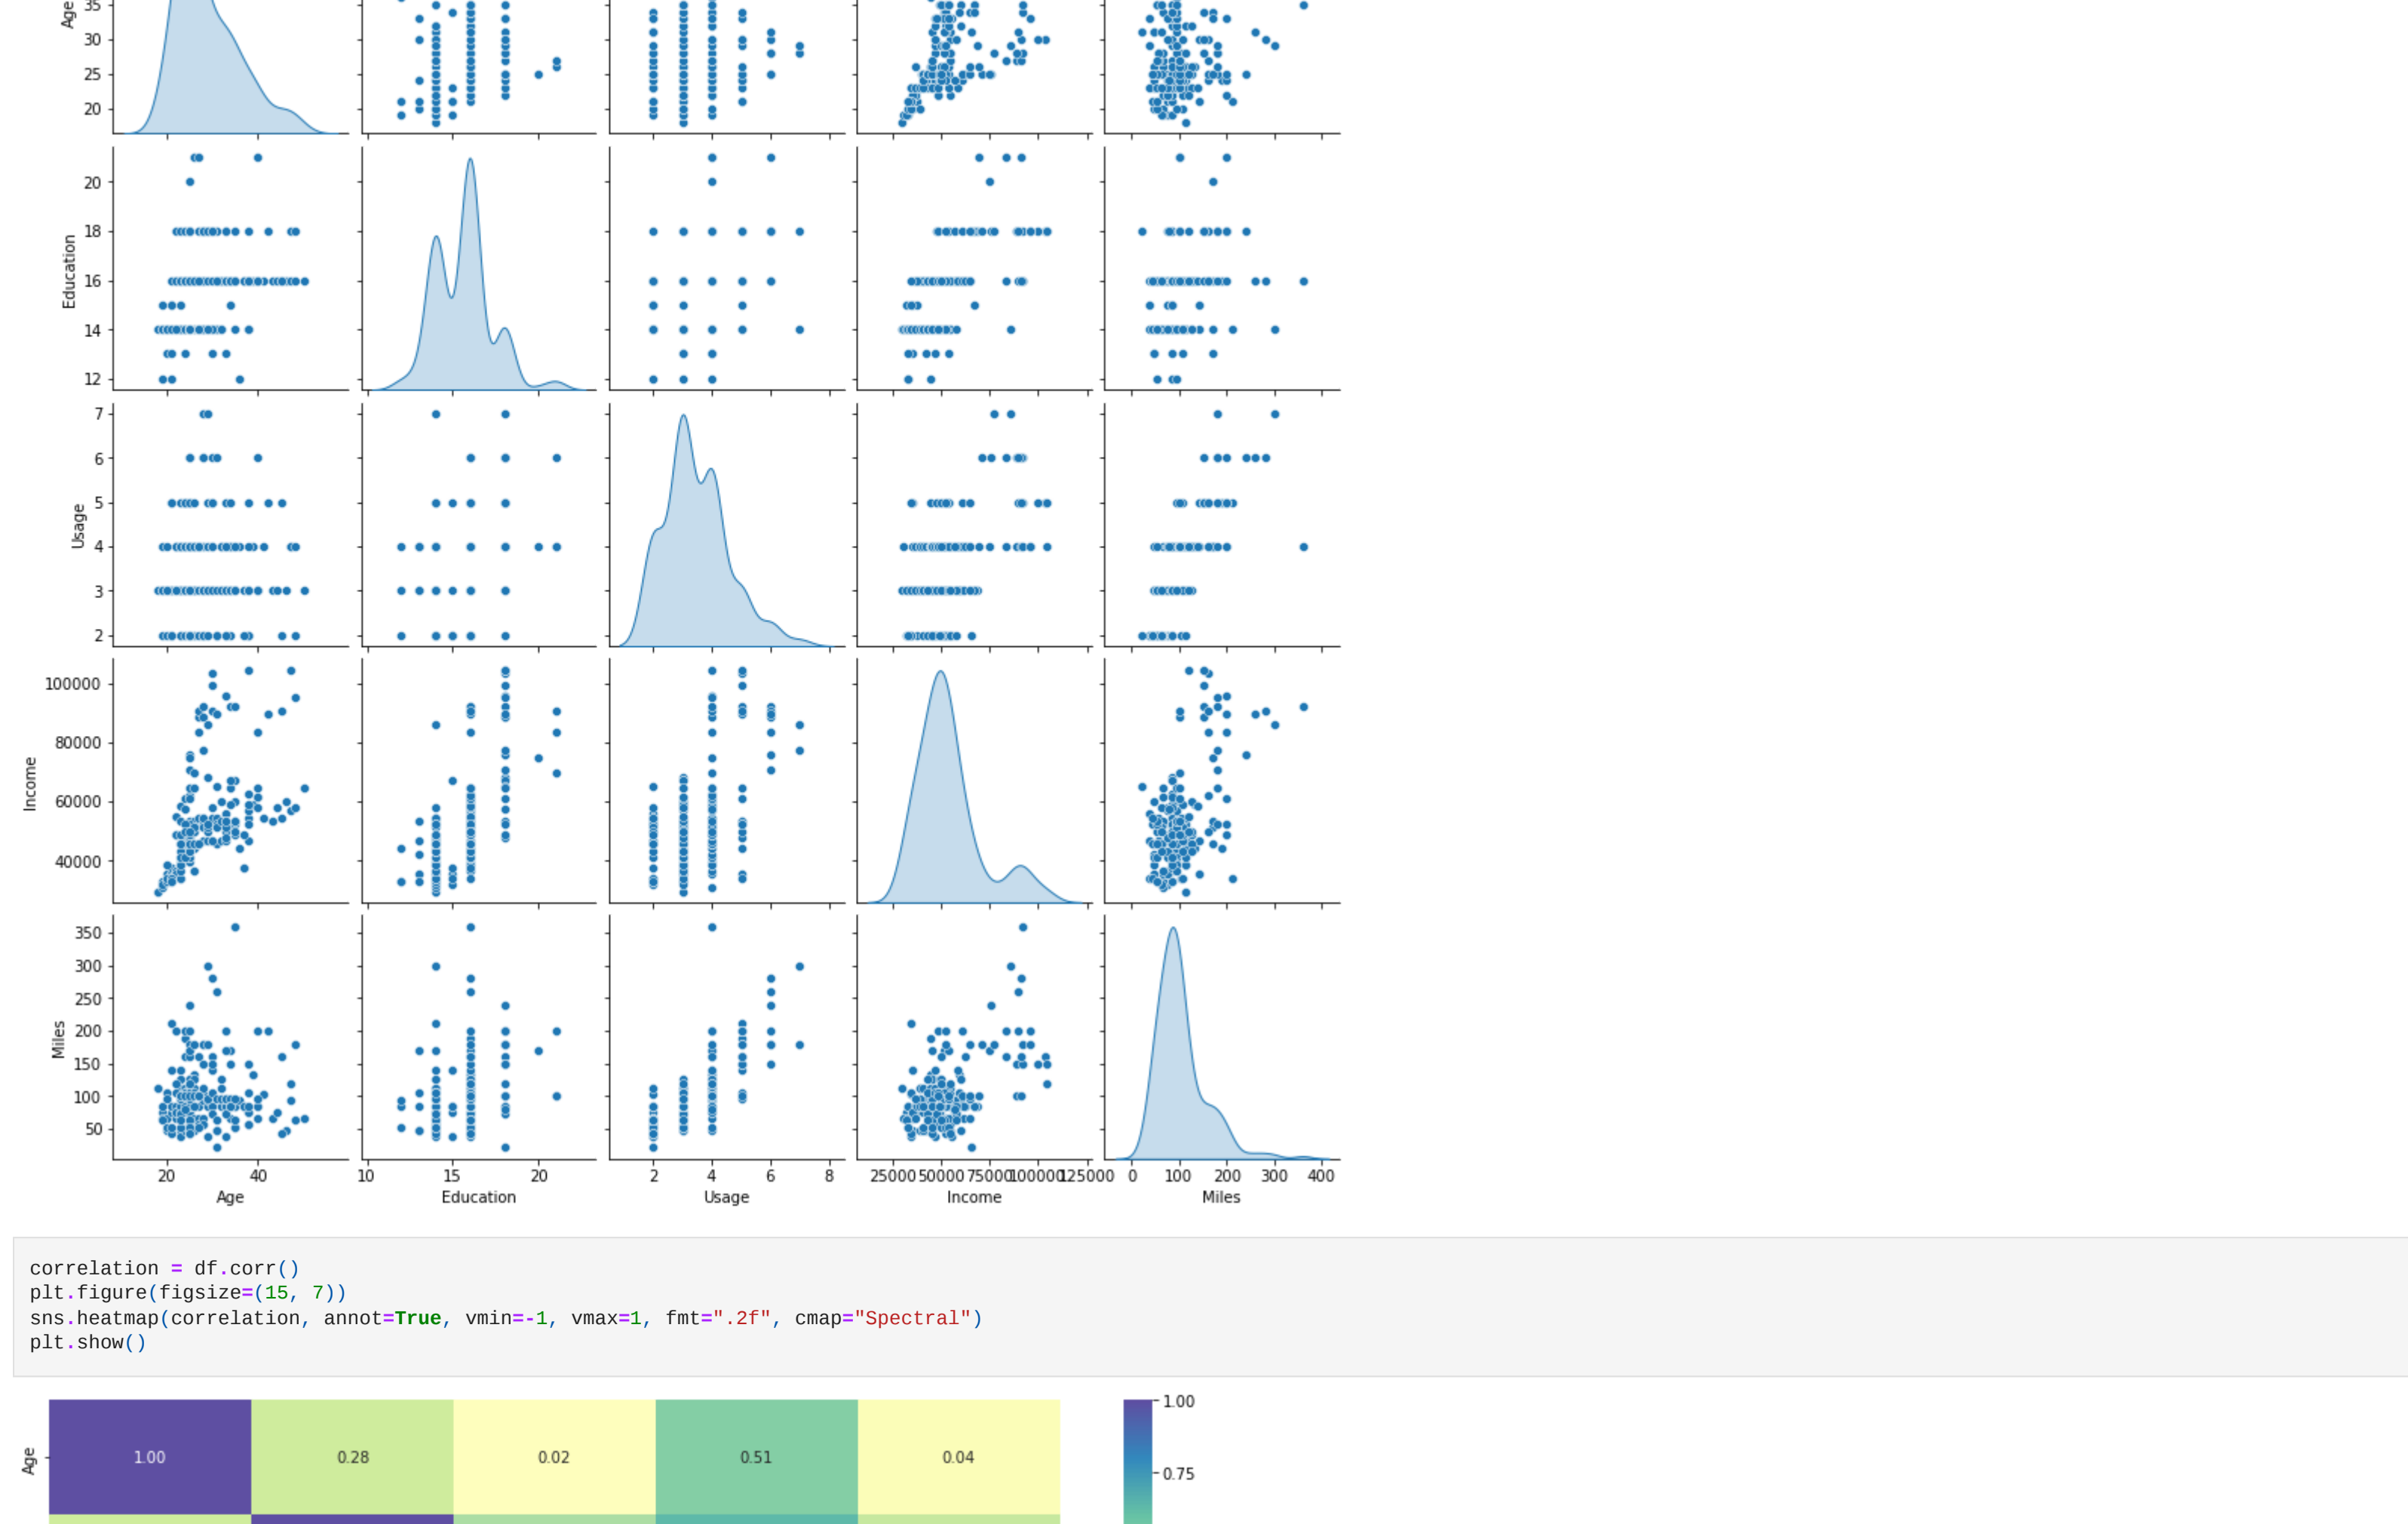 Age
35
30
25
20
Education
20
18
16
14
12
Usage
7
6
5
4
3
2
Income
100000
80000
60000
40000
Miles
350
300
250
200
150
100
50
20 40 10 15 20 2 4 6 8 25000 50000 75000 100000 125000 0 100 200 300 400
Age Education Usage Income Miles
correlation = df.corr()
plt.figure(figsize=(15, 7))
sns.heatmap(correlation, annot=True, vmin=-1, vmax=1, fmt=".2f", cmap="Spectral")
plt.show()
1.00
Age 1.00 0.28 0.02 0.51 0.04
0.75